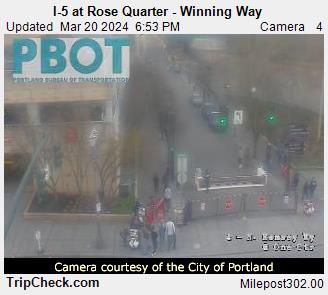 I-5 at Rose Quarter - Winning Way
Updated Mar 20 2024 6:53 PM Camera 4
PBOT
PORTLAND BUREAU OF TRANSPORTATION
Camera courtesy of the City of Portland
TripCheck.com Milepost302.00